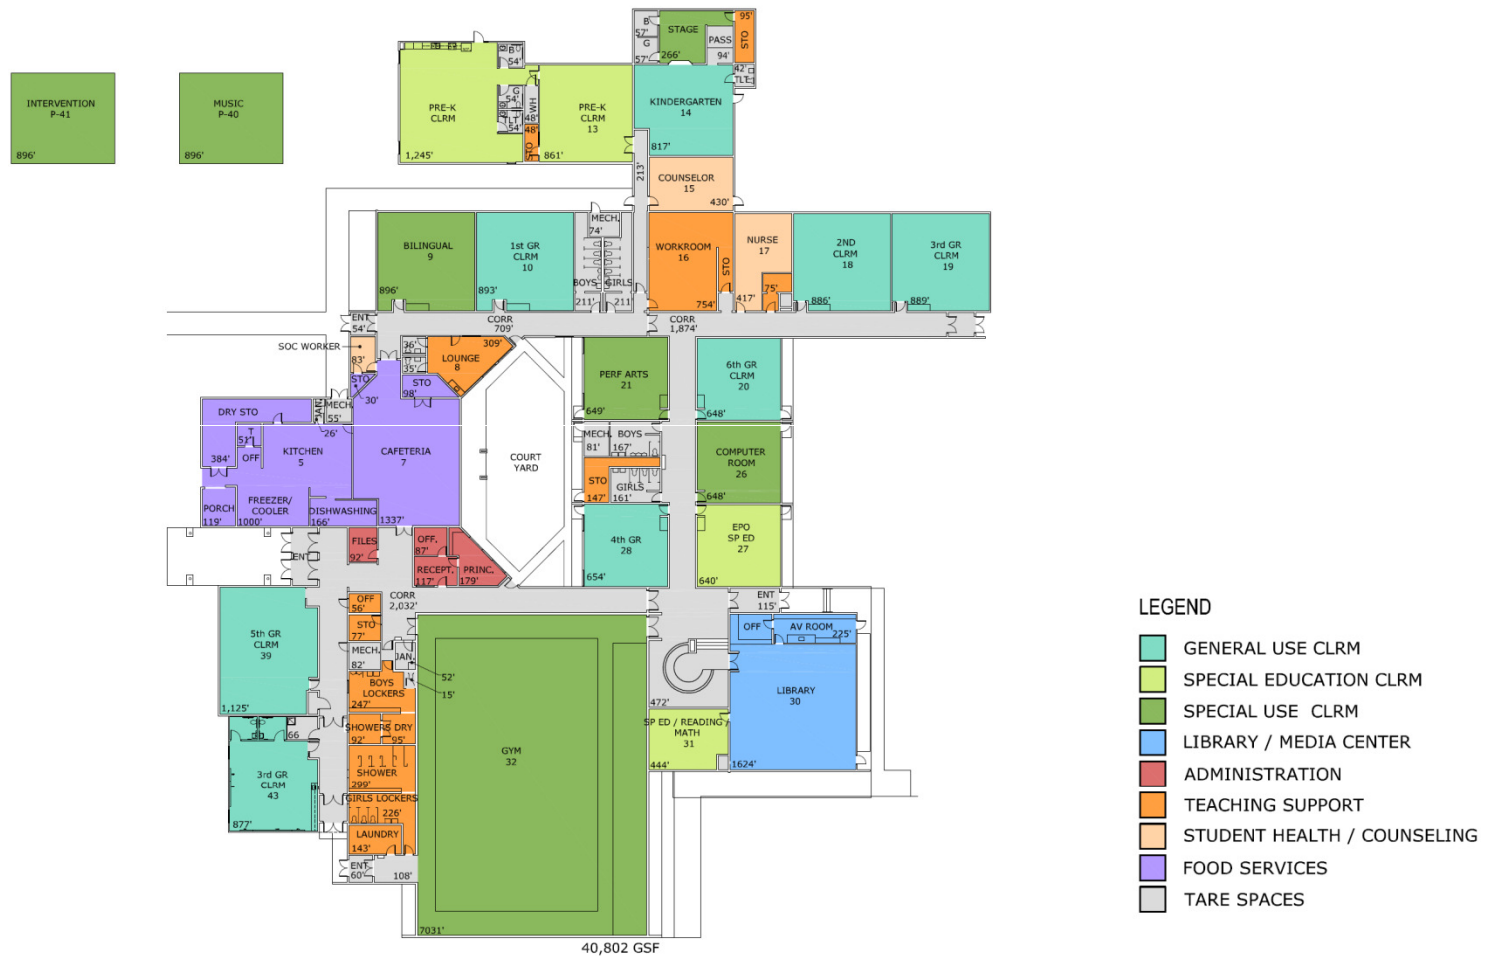 B
57'
G
57'
STAGE
266'
PASS
94'
95'
STO
42'
TLT
INTERVENTION
P-41
896'
MUSIC
P-40
896'
PRE-K
CLRM
1,245'
B
54'
G
54'
TLT
54'
WH
48'
48'
STO
PRE-K
CLRM
13
861'
KINDERGARTEN
14
817'
213'
COUNSELOR
15
430'
BILINGUAL
9
896'
1st GR
CLRM
10
893'
MECH.
74'
BOYS
211'
GIRLS
211'
WORKROOM
16
754'
STO
NURSE
17
417'
75'
2ND
CLRM
18
886'
3rd GR
CLRM
19
889'
ENT
54'
CORR
709'
CORR
1,874'
SOC WORKER
83'
36'
35'
309'
LOUNGE
8
STO
30'
STO
98'
PERF ARTS
21
649'
6th GR
CLRM
20
648'
DRY STO
384'
JAN.
26'
MECH.
55'
T
51'
OFF
KITCHEN
5
CAFETERIA
7
1337'
COURT
YARD
MECH.
81'
BOYS
167'
STO
147'
GIRLS
161'
COMPUTER
ROOM
26
648'
PORCH
119'
FREEZER/
COOLER
1000'
DISHWASHING
166'
ENT
FILES
92'
OFF.
87'
RECEPT.
117'
PRINC.
179'
4th GR
28
654'
EPO
SP ED
27
640'
OFF
56'
CORR
2,032'
ENT
115'
STO
77'
5th GR
CLRM
39
1,125'
MECH.
82'
JAN.
52'
15'
OFF
AV ROOM
225'
LIBRARY
30
1624'
472'
BOYS
LOCKERS
247'
SP ED / READING /
MATH
31
444'
66
SHOWERS
92'
DRY
95'
GYM
32
7031'
3rd GR
CLRM
43
877'
SHOWER
299'
GIRLS LOCKERS
226'
LAUNDRY
143'
ENT
60'
108'
40,802 GSF
LEGEND
GENERAL USE CLRM
SPECIAL EDUCATION CLRM
SPECIAL USE CLRM
LIBRARY / MEDIA CENTER
ADMINISTRATION
TEACHING SUPPORT
STUDENT HEALTH / COUNSELING
FOOD SERVICES
TARE SPACES